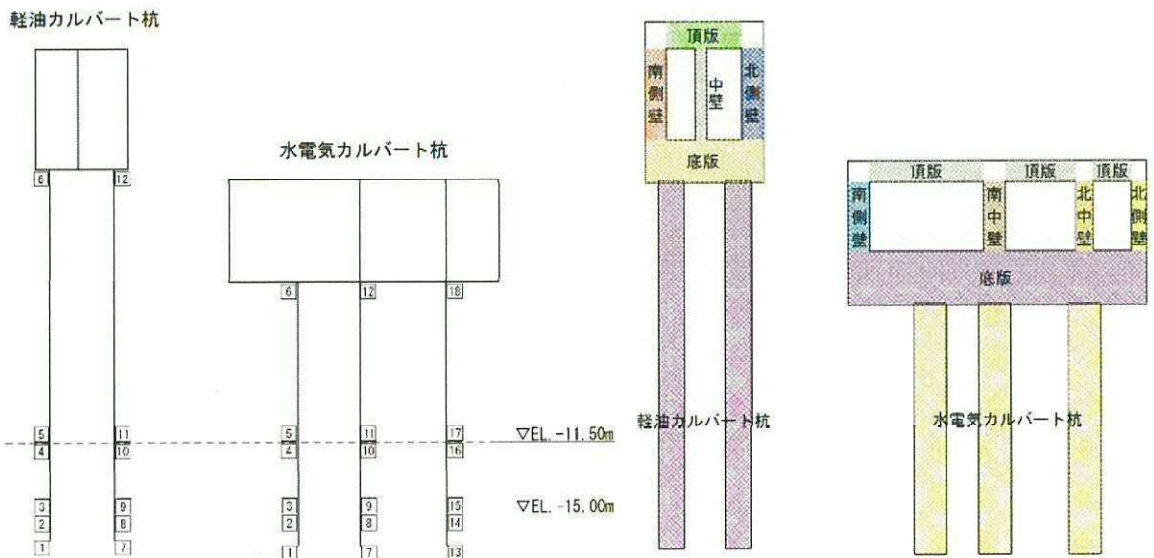 軽油カルバート杭
6 12
5 11
4 10
3 9
2 8
1 7
水電気カルバート杭
6 12 18
5 11 17
4 10 16
3 9 15
2 8 14
1 7 13
▽EL. -11.50m
▽EL. -15.00m
頂版
南側壁
中壁
北側壁
底版
軽油カルバート杭
頂版 頂版 頂版
南側壁
南中壁
北中壁
北側壁
底版
水電気カルバート杭